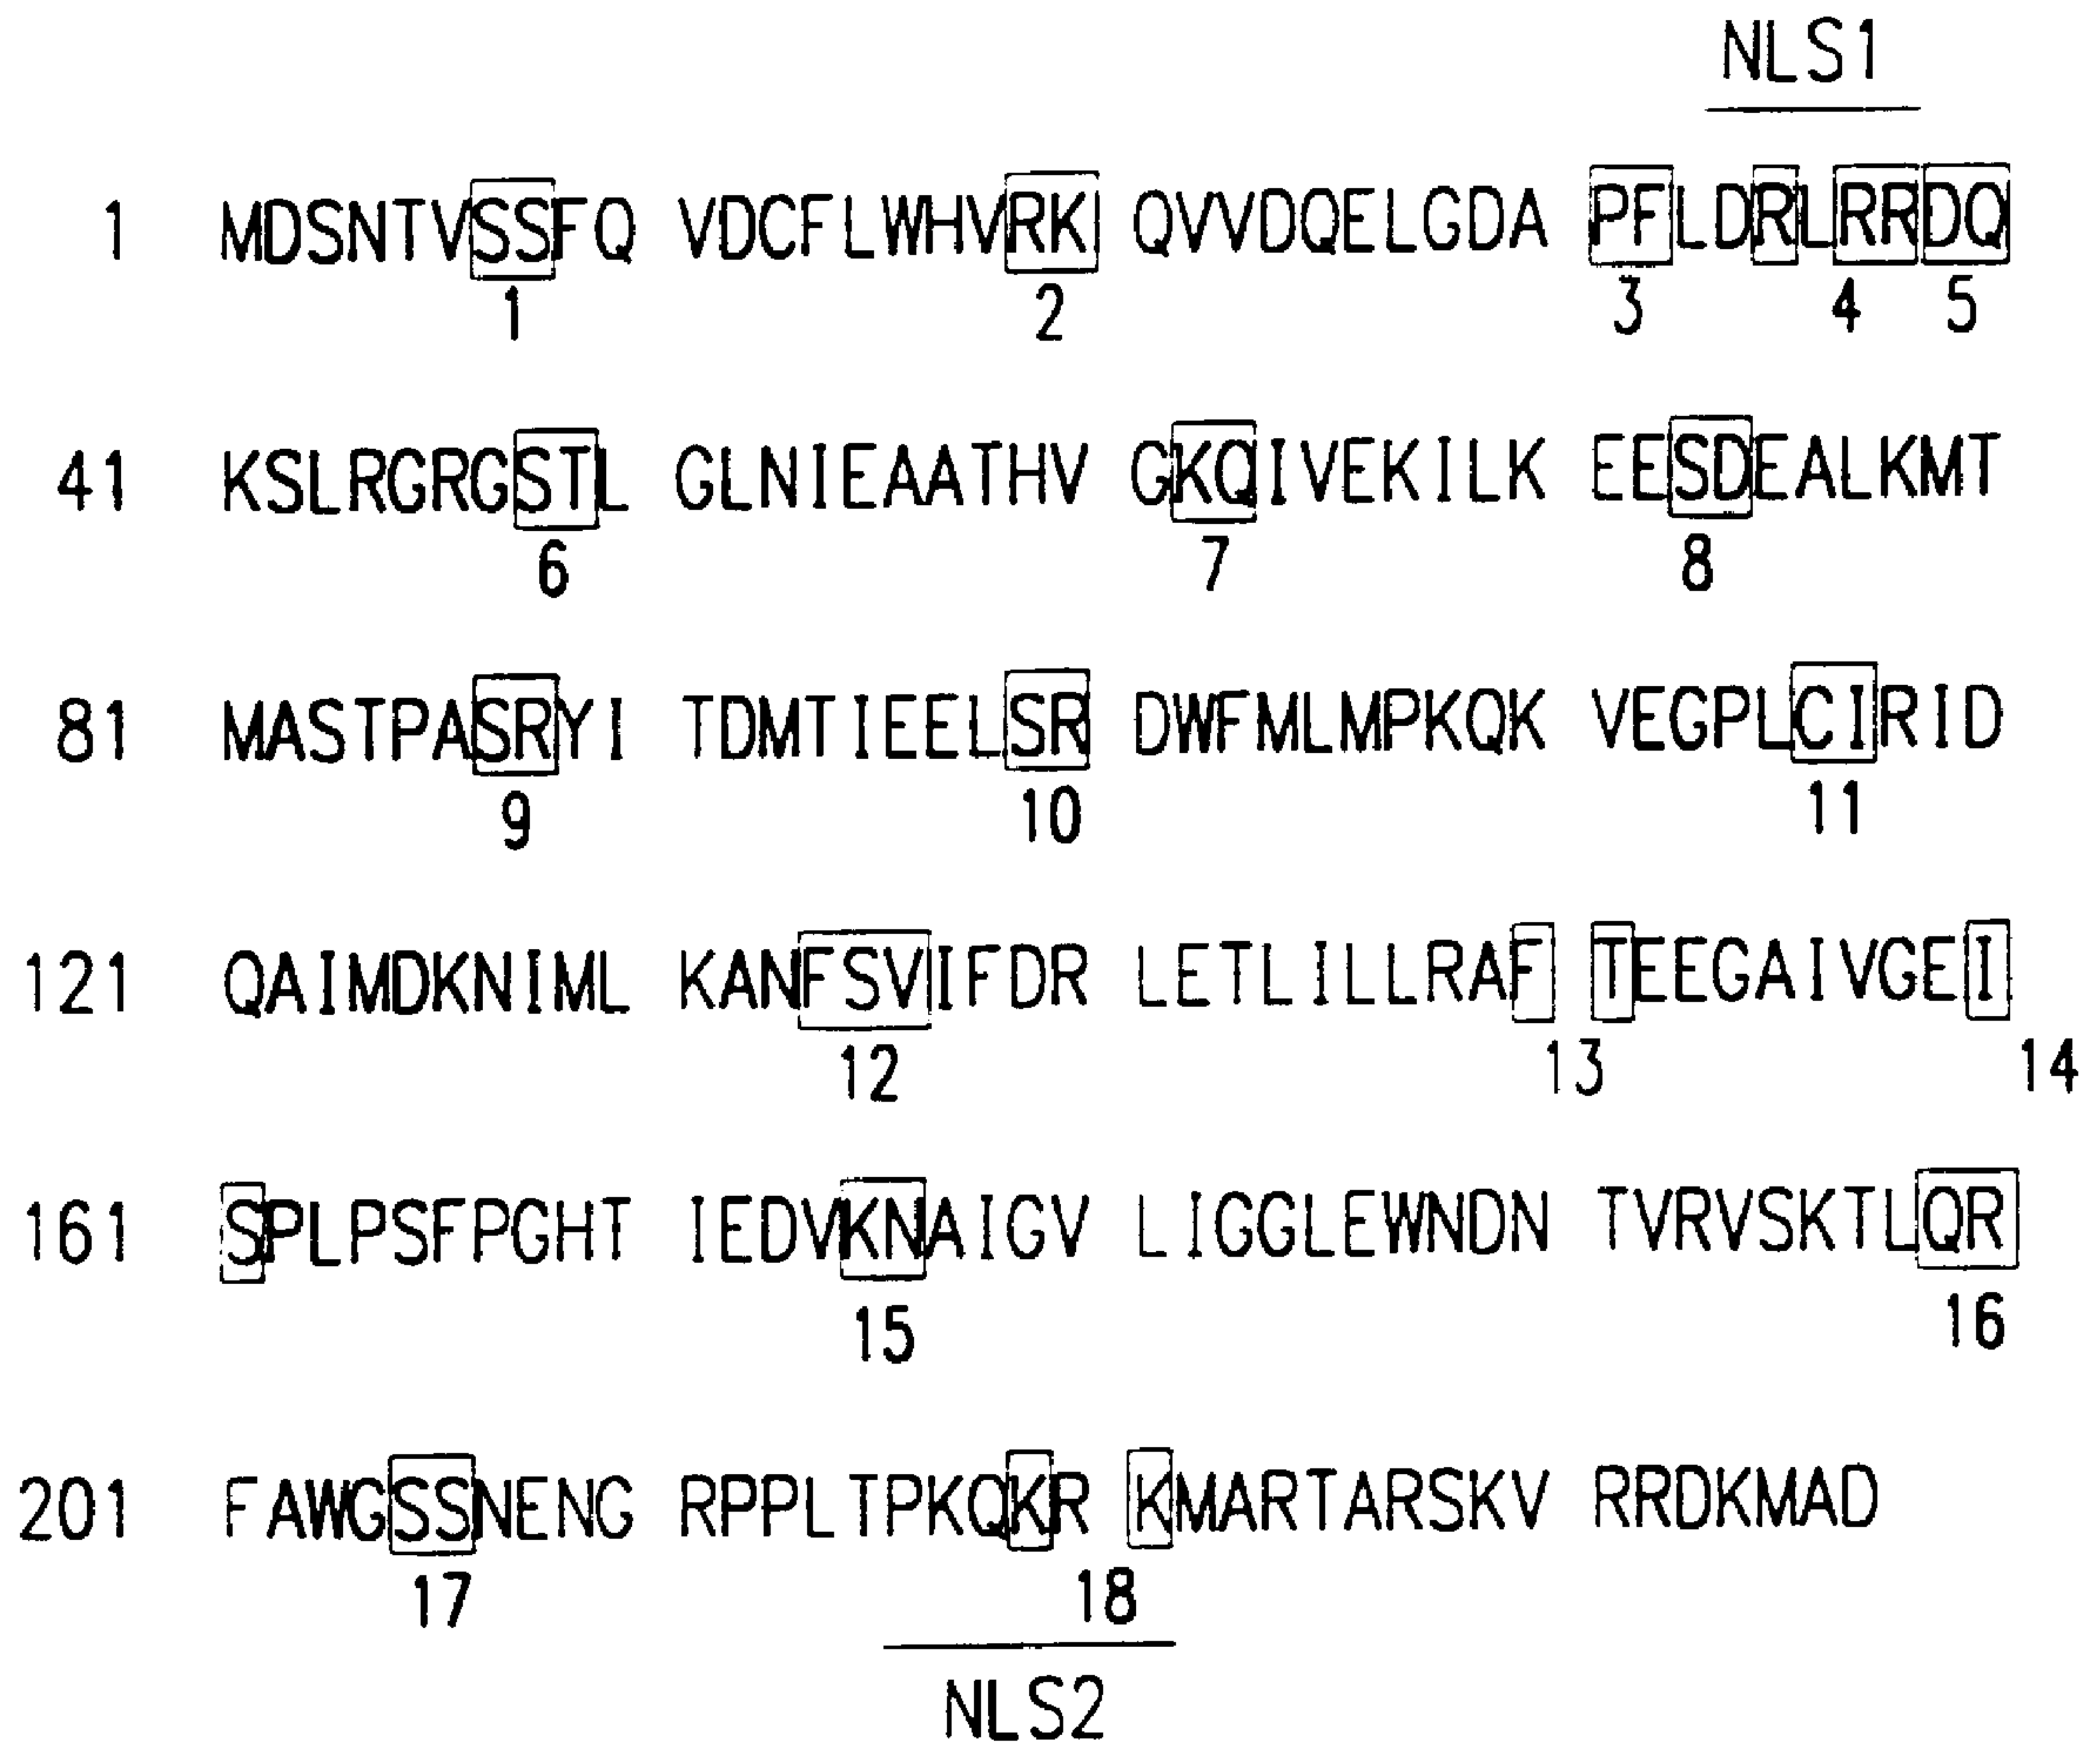 NLS1
1 MDSNTVSSFQ VDCFLWHVRK QVVDQELGDA PFLDRLRRDQ
1 2 3 4 5
41 KSLRGRGSTL GLNIEAATHV GKQIVEKILK EESDEALKMT
6 7 8
81 MASTPASRYI TDMTIEELSR DWFMLMPKQK VEGPLCIRID
9 10 11
121 QAIMDKNIML KANFSVIFDR LETLILLRAF TEEGAIVGEI
12 13 14
161 SPLPSFPGHT IEDVKNAIGV LIGGLEWNDN TVRVSKTLQR
15 16
201 FAWGSSNENG RPPLTPKQKR KMARTARSKV RRDKMAD
17 18
NLS2